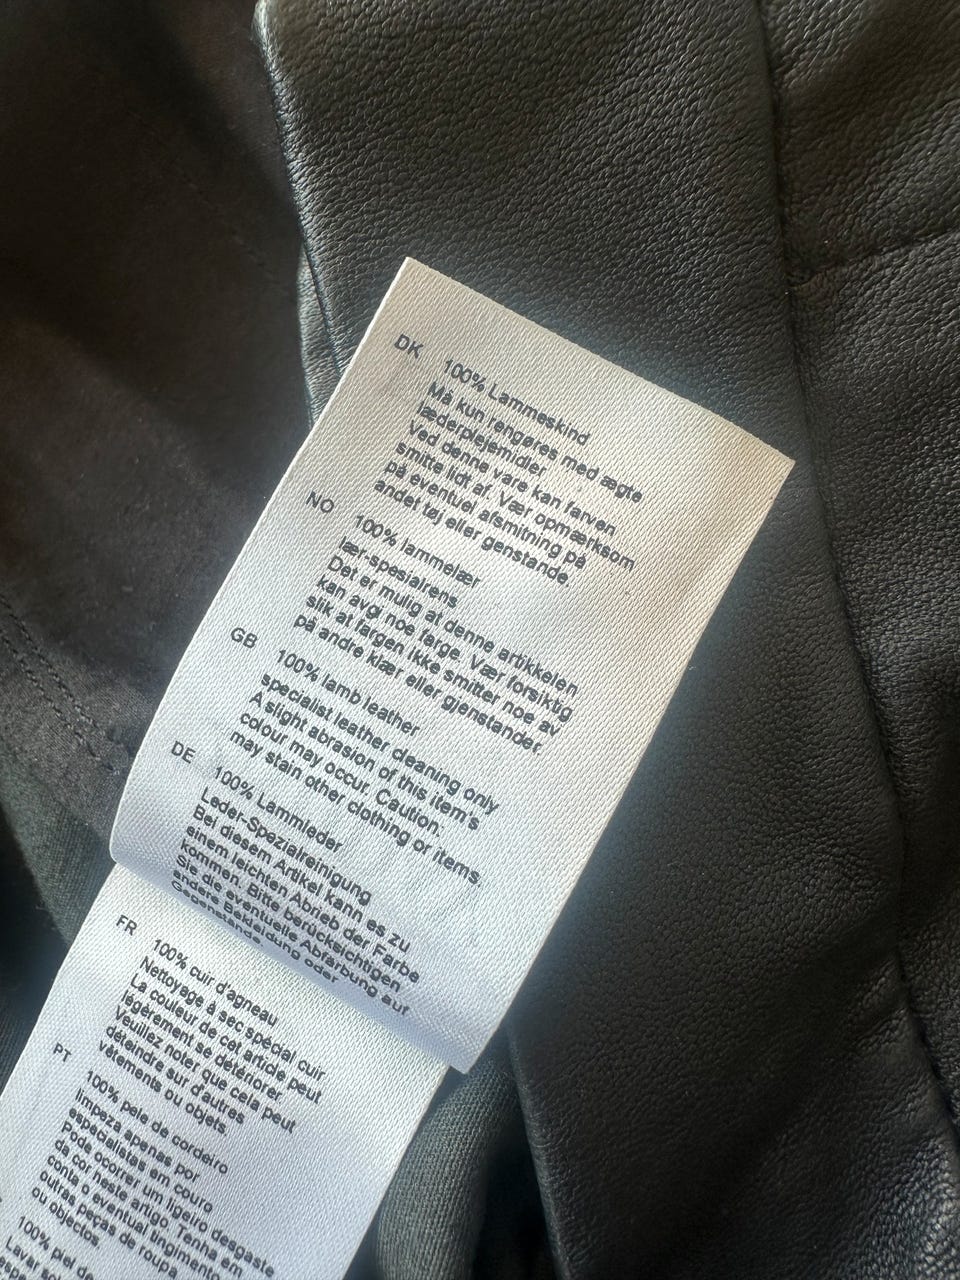 DK 100% Lammeskind
Må kun rengøres med ægte
læderplejemidler
Ved denne vare kan farven
smitte lidt af. Vær opmærksom
på eventuel afsmitning på
andet tøj eller genstande.
NO 100% lammelær
lær-spesialrens
Det er mulig at denne artikkelen
kan avgi noe farge. Vær forsiktig
slik at fargen ikke smitter noe av
på andre klær eller gjenstander.
GB 100% lamb leather
specialist leather cleaning only
A slight abrasion of this item's
colour may occur. Caution:
may stain other clothing or items.
DE 100% Lammleder
Leder-Spezialreinigung
Bei diesem Artikel kann es zu
einem leichten Abrieb der Farbe
kommen. Bitte berücksichtigen
Sie die eventuelle Abfärbung auf
andere Bekleidung oder
Gegenstände.
FR 100% cuir d'agneau
Nettoyage à sec spécial cuir
La couleur de cet article peut
légèrement se détériorer.
Veuillez noter que cela peut
déteindre sur d'autres
vêtements ou objets.
PT 100% pele de cordeiro
limpeza apenas por
especialistas em couro
Pode ocorrer um ligeiro desgaste
da cor neste artigo. Tenha em
conta o eventual tingimento
outras peças de roupa
ou objectos.
100% piel de
Lavar